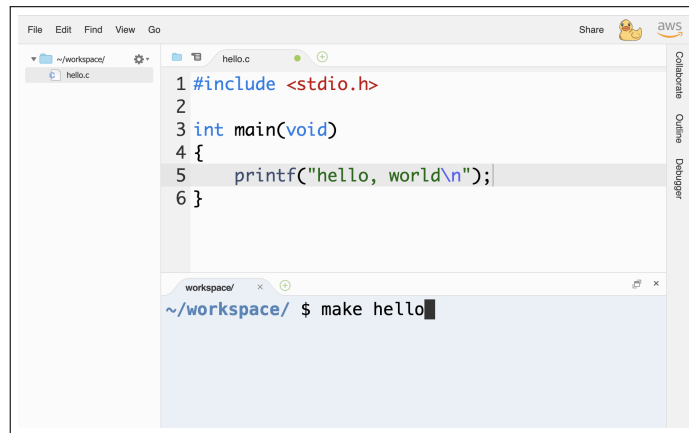 File Edit Find View Go Share aws
~/workspace/
hello.c
hello.c
1 #include <stdio.h>
2
3 int main(void)
4 {
5     printf("hello, world\n");
6 }
workspace/ ×
~/workspace/ $ make hello
Collaborate
Outline
Debugger